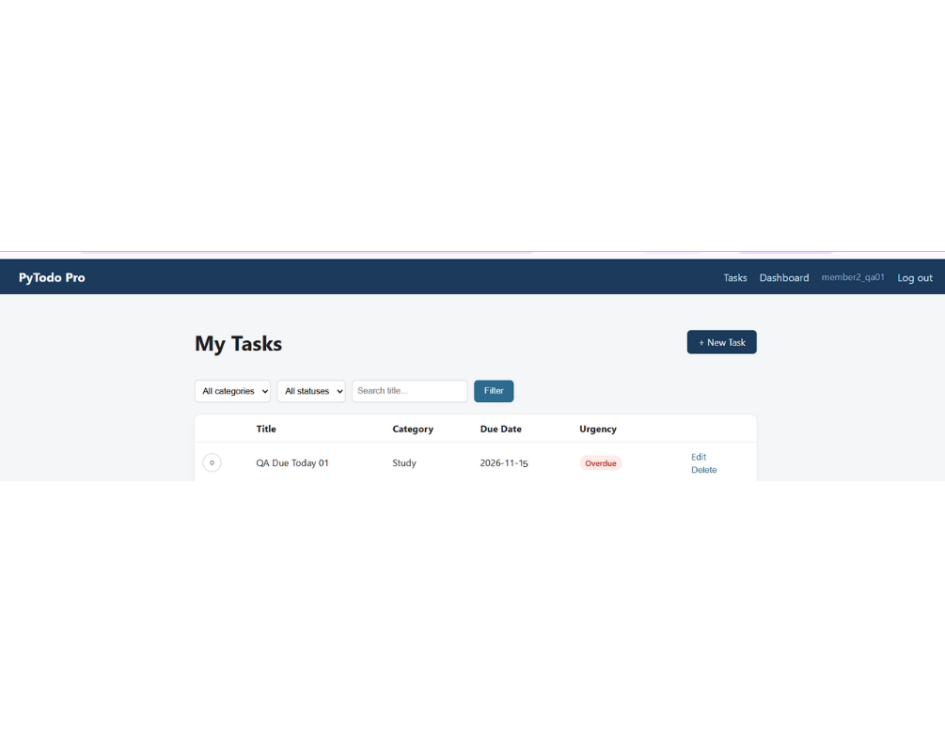 PyTodo Pro Tasks Dashboard member2_qa01 Log out
My Tasks + New Task
All categories All statuses Search title... Filter
Title Category Due Date Urgency
QA Due Today 01 Study 2026-11-15 Overdue Edit
Delete